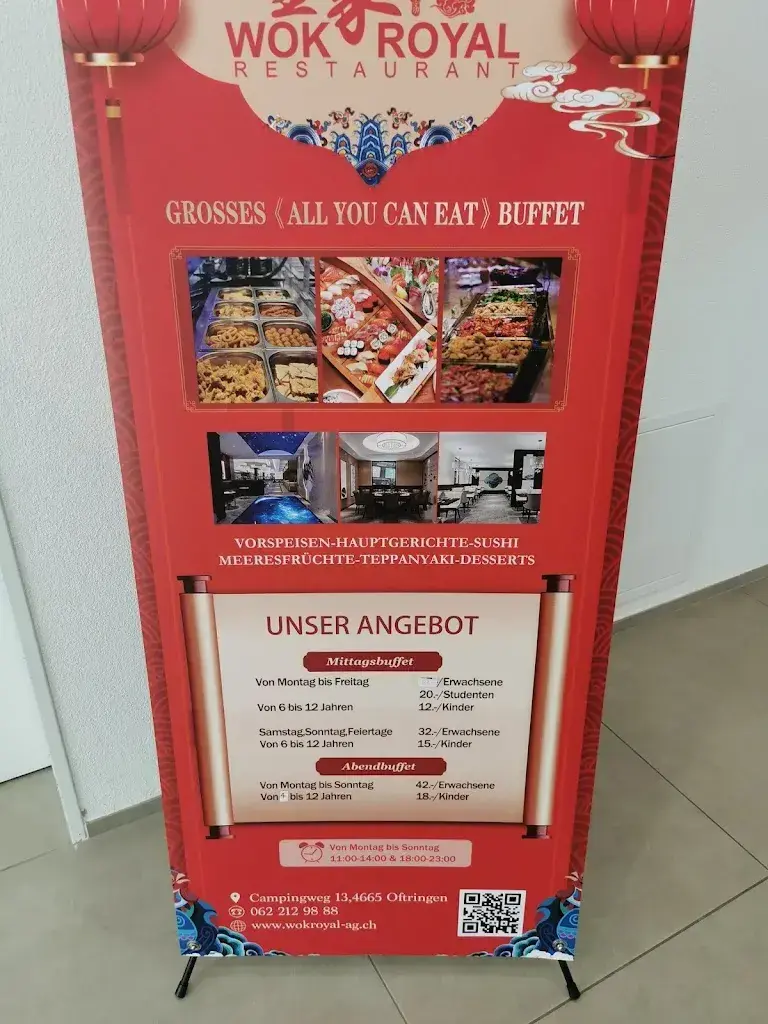 WOK ROYAL
RESTAURANT
GROSSES《ALL YOU CAN EAT》BUFFET
VORSPEISEN-HAUPTGERICHTE-SUSHI
MEERESFRÜCHTE-TEPPANYAKI-DESSERTS
UNSER ANGEBOT
Mittagsbuffet
Von Montag bis Freitag /Erwachsene
20.-/Studenten
Von 6 bis 12 Jahren 12.-/Kinder
Samstag,Sonntag,Feiertage 32.-/Erwachsene
Von 6 bis 12 Jahren 15.-/Kinder
Abendbuffet
Von Montag bis Sonntag 42.-/Erwachsene
Von bis 12 Jahren 18.-/Kinder
Von Montag bis Sonntag
11:00-14:00 & 18:00-23:00
Campingweg 13,4665 Oftringen
062 212 98 88
www.wokroyal-ag.ch